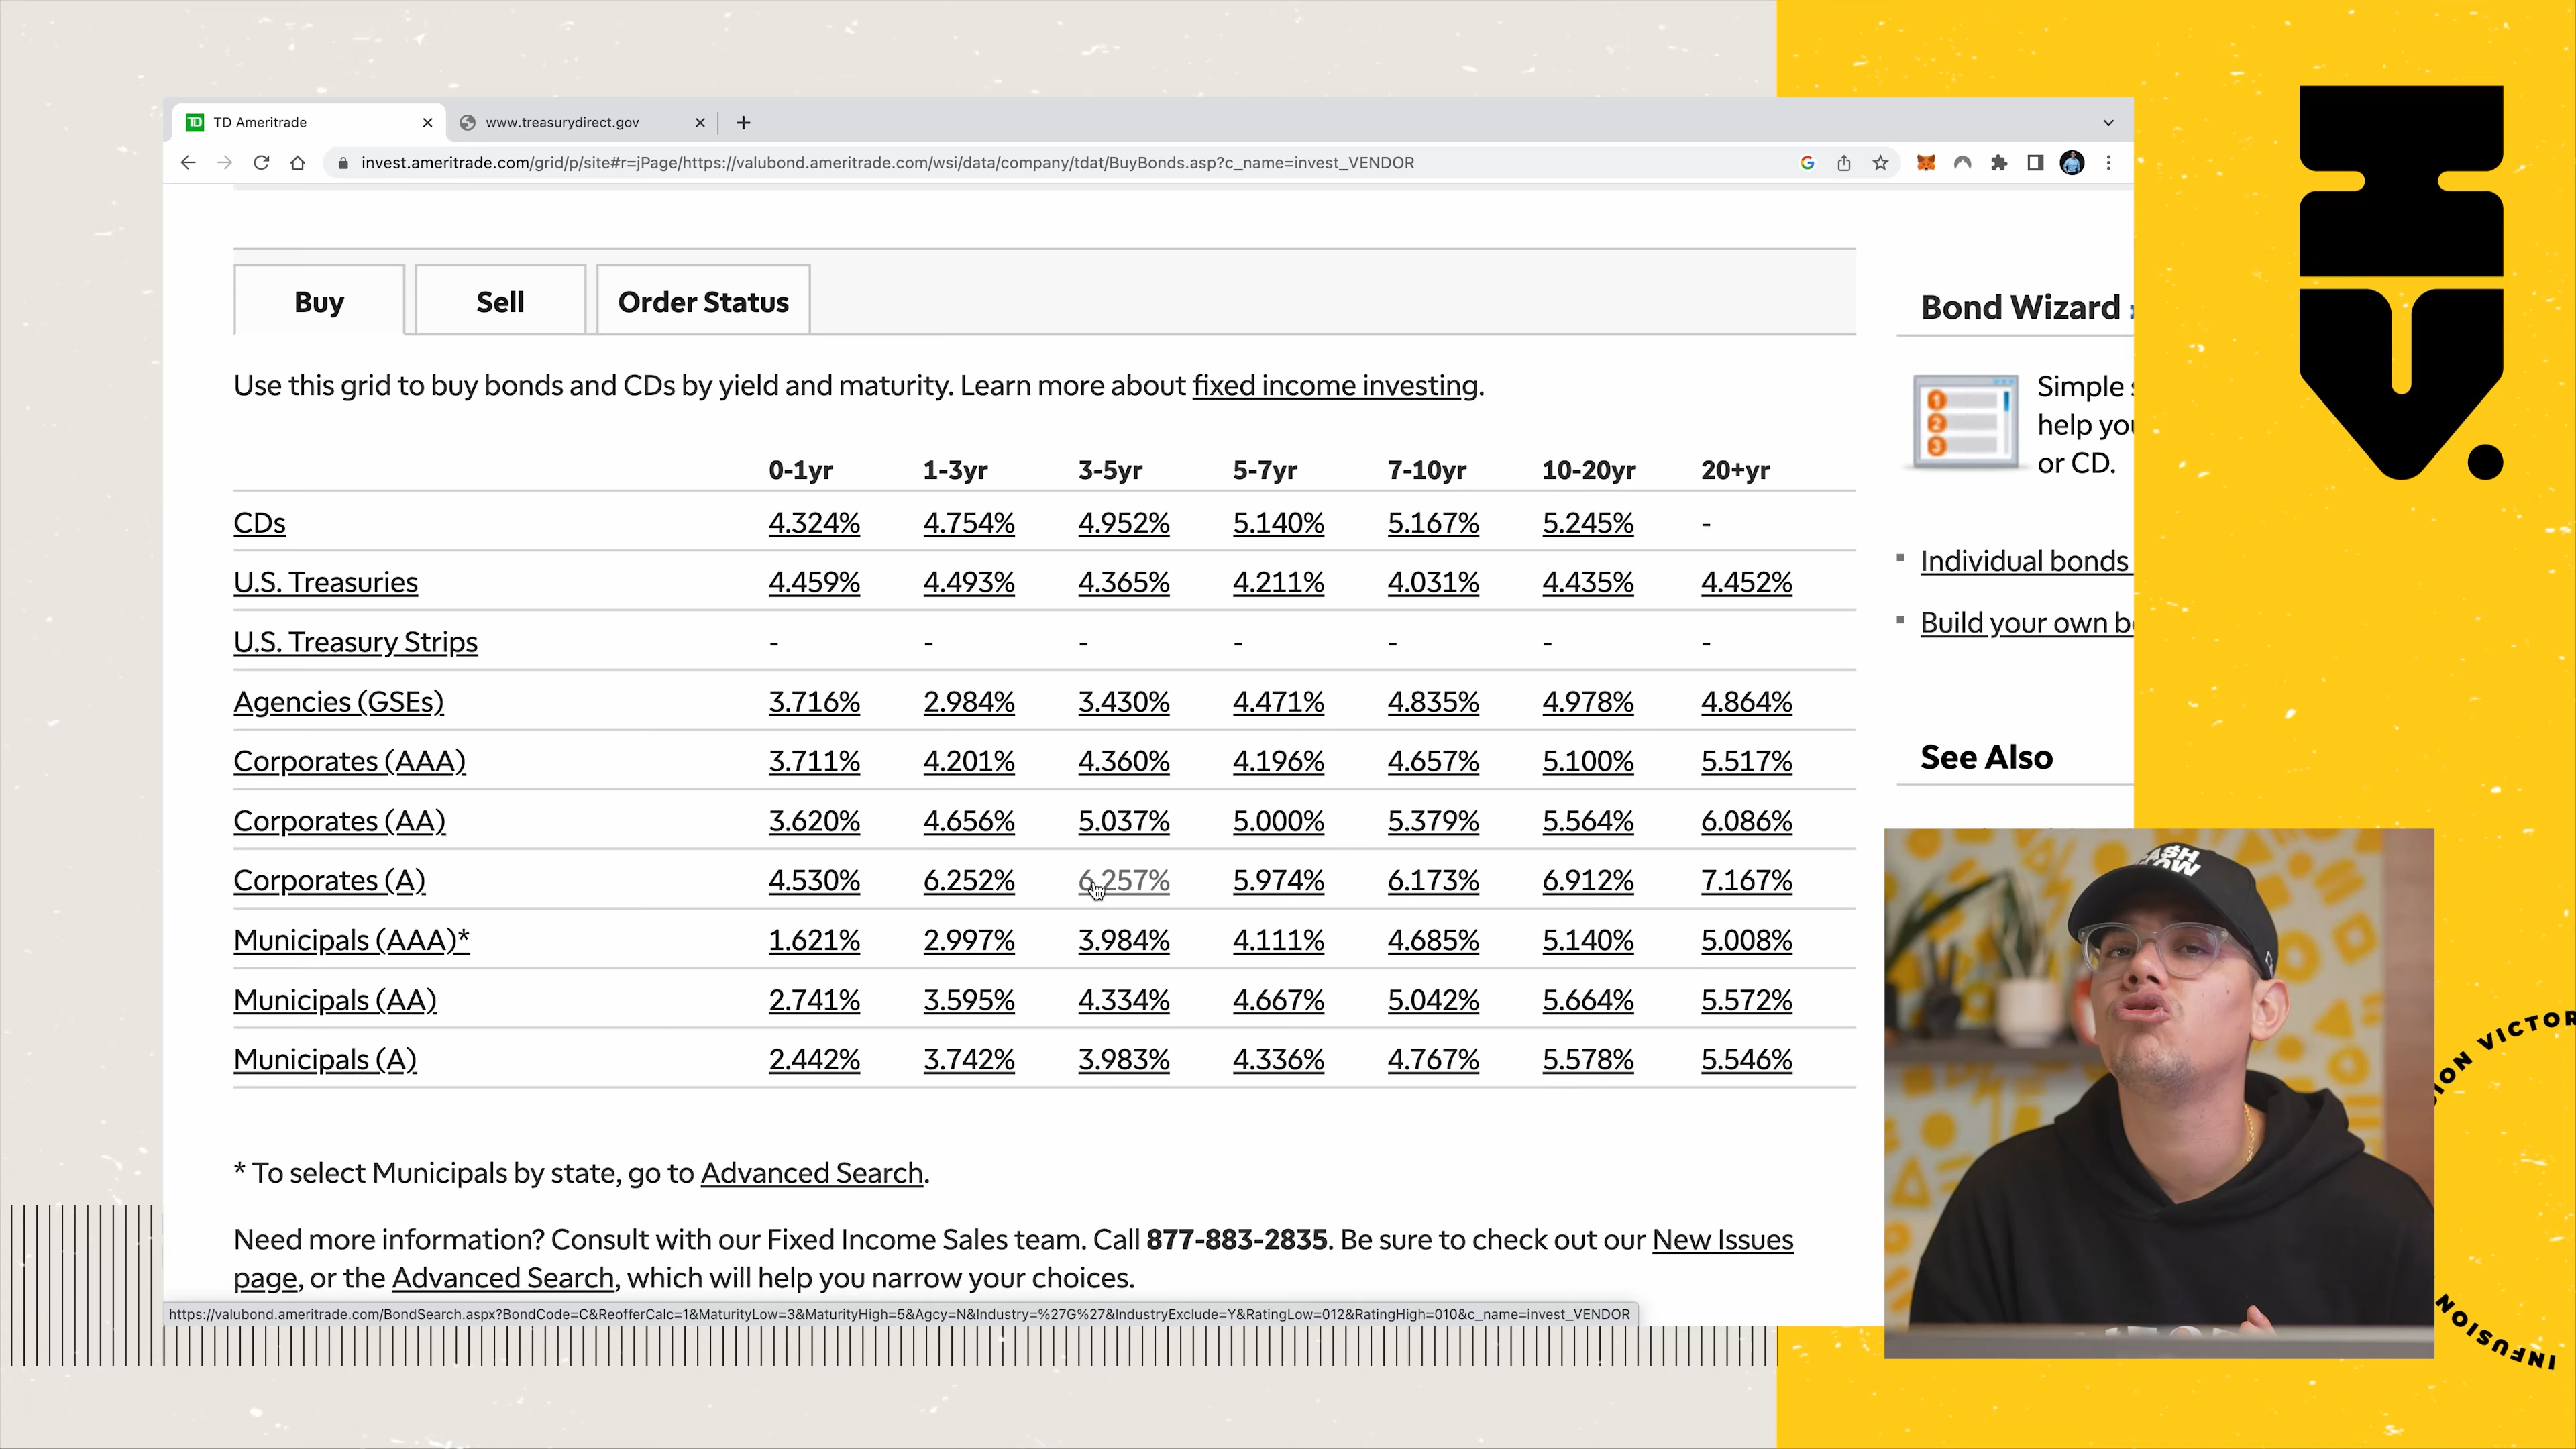 TD Ameritrade
www.treasurydirect.gov
invest.ameritrade.com/grid/p/site#r=jPage/https://valubond.ameritrade.com/wsi/data/company/tdat/BuyBonds.asp?c_name=invest_VENDOR
Buy Sell Order Status
Use this grid to buy bonds and CDs by yield and maturity. Learn more about fixed income investing.
0-1yr 1-3yr 3-5yr 5-7yr 7-10yr 10-20yr 20+yr
CDs 4.324% 4.754% 4.952% 5.140% 5.167% 5.245% -
U.S. Treasuries 4.459% 4.493% 4.365% 4.211% 4.031% 4.435% 4.452%
U.S. Treasury Strips - - - - - - -
Agencies (GSEs) 3.716% 2.984% 3.430% 4.471% 4.835% 4.978% 4.864%
Corporates (AAA) 3.711% 4.201% 4.360% 4.196% 4.657% 5.100% 5.517%
Corporates (AA) 3.620% 4.656% 5.037% 5.000% 5.379% 5.564% 6.086%
Corporates (A) 4.530% 6.252% 6.257% 5.974% 6.173% 6.912% 7.167%
Municipals (AAA)* 1.621% 2.997% 3.984% 4.111% 4.685% 5.140% 5.008%
Municipals (AA) 2.741% 3.595% 4.334% 4.667% 5.042% 5.664% 5.572%
Municipals (A) 2.442% 3.742% 3.983% 4.336% 4.767% 5.578% 5.546%
* To select Municipals by state, go to Advanced Search.
Need more information? Consult with our Fixed Income Sales team. Call 877-883-2835. Be sure to check out our New Issues
page, or the Advanced Search, which will help you narrow your choices.
https://valubond.ameritrade.com/BondSearch.aspx?BondCode=C&ReofferCalc=1&MaturityLow=3&MaturityHigh=5&Agcy=N&Industry=%27G%27&IndustryExclude=Y&RatingLow=012&RatingHigh=010&c_name=invest_VENDOR
Bond Wizard
Simple
help you
or CD.
Individual bonds
Build your own
See Also
INFUSION